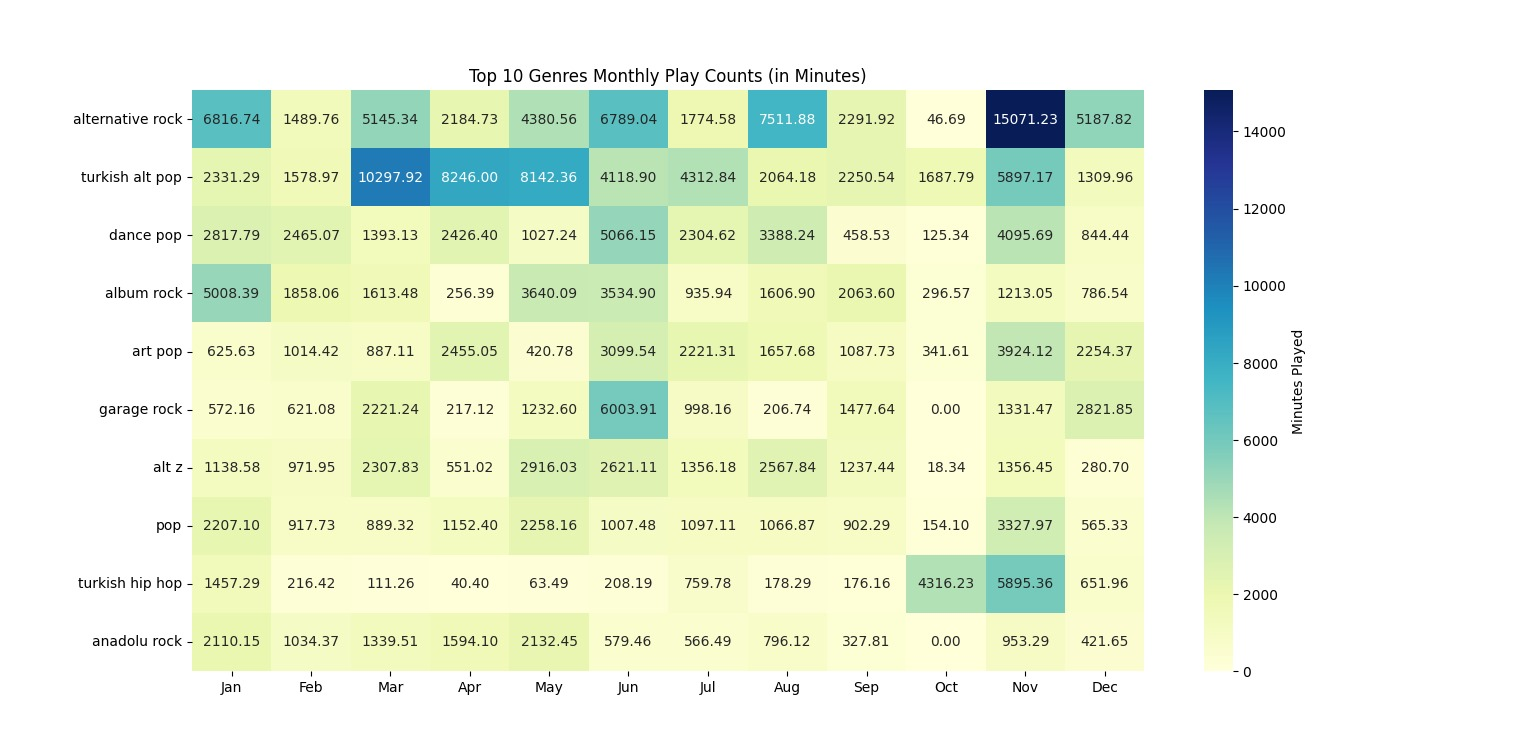 Top 10 Genres Monthly Play Counts (in Minutes)
alternative rock 6816.74 1489.76 5145.34 2184.73 4380.56 6789.04 1774.58 7511.88 2291.92 46.69 15071.23 5187.82
turkish alt pop 2331.29 1578.97 10297.92 8246.00 8142.36 4118.90 4312.84 2064.18 2250.54 1687.79 5897.17 1309.96
dance pop 2817.79 2465.07 1393.13 2426.40 1027.24 5066.15 2304.62 3388.24 458.53 125.34 4095.69 844.44
album rock 5008.39 1858.06 1613.48 256.39 3640.09 3534.90 935.94 1606.90 2063.60 296.57 1213.05 786.54
art pop 625.63 1014.42 887.11 2455.05 420.78 3099.54 2221.31 1657.68 1087.73 341.61 3924.12 2254.37
garage rock 572.16 621.08 2221.24 217.12 1232.60 6003.91 998.16 206.74 1477.64 0.00 1331.47 2821.85
alt z 1138.58 971.95 2307.83 551.02 2916.03 2621.11 1356.18 2567.84 1237.44 18.34 1356.45 280.70
pop 2207.10 917.73 889.32 1152.40 2258.16 1007.48 1097.11 1066.87 902.29 154.10 3327.97 565.33
turkish hip hop 1457.29 216.42 111.26 40.40 63.49 208.19 759.78 178.29 176.16 4316.23 5895.36 651.96
anadolu rock 2110.15 1034.37 1339.51 1594.10 2132.45 579.46 566.49 796.12 327.81 0.00 953.29 421.65
Jan Feb Mar Apr May Jun Jul Aug Sep Oct Nov Dec
14000
12000
10000
8000
6000
4000
2000
0
Minutes Played